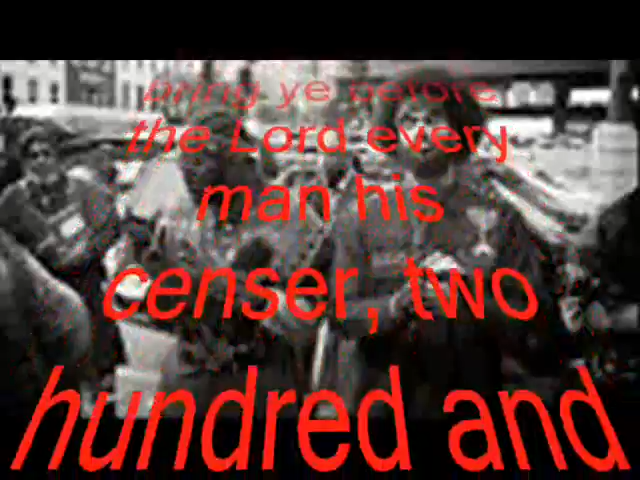 bring ye before
the Lord every
man his
censer, two
hundred and